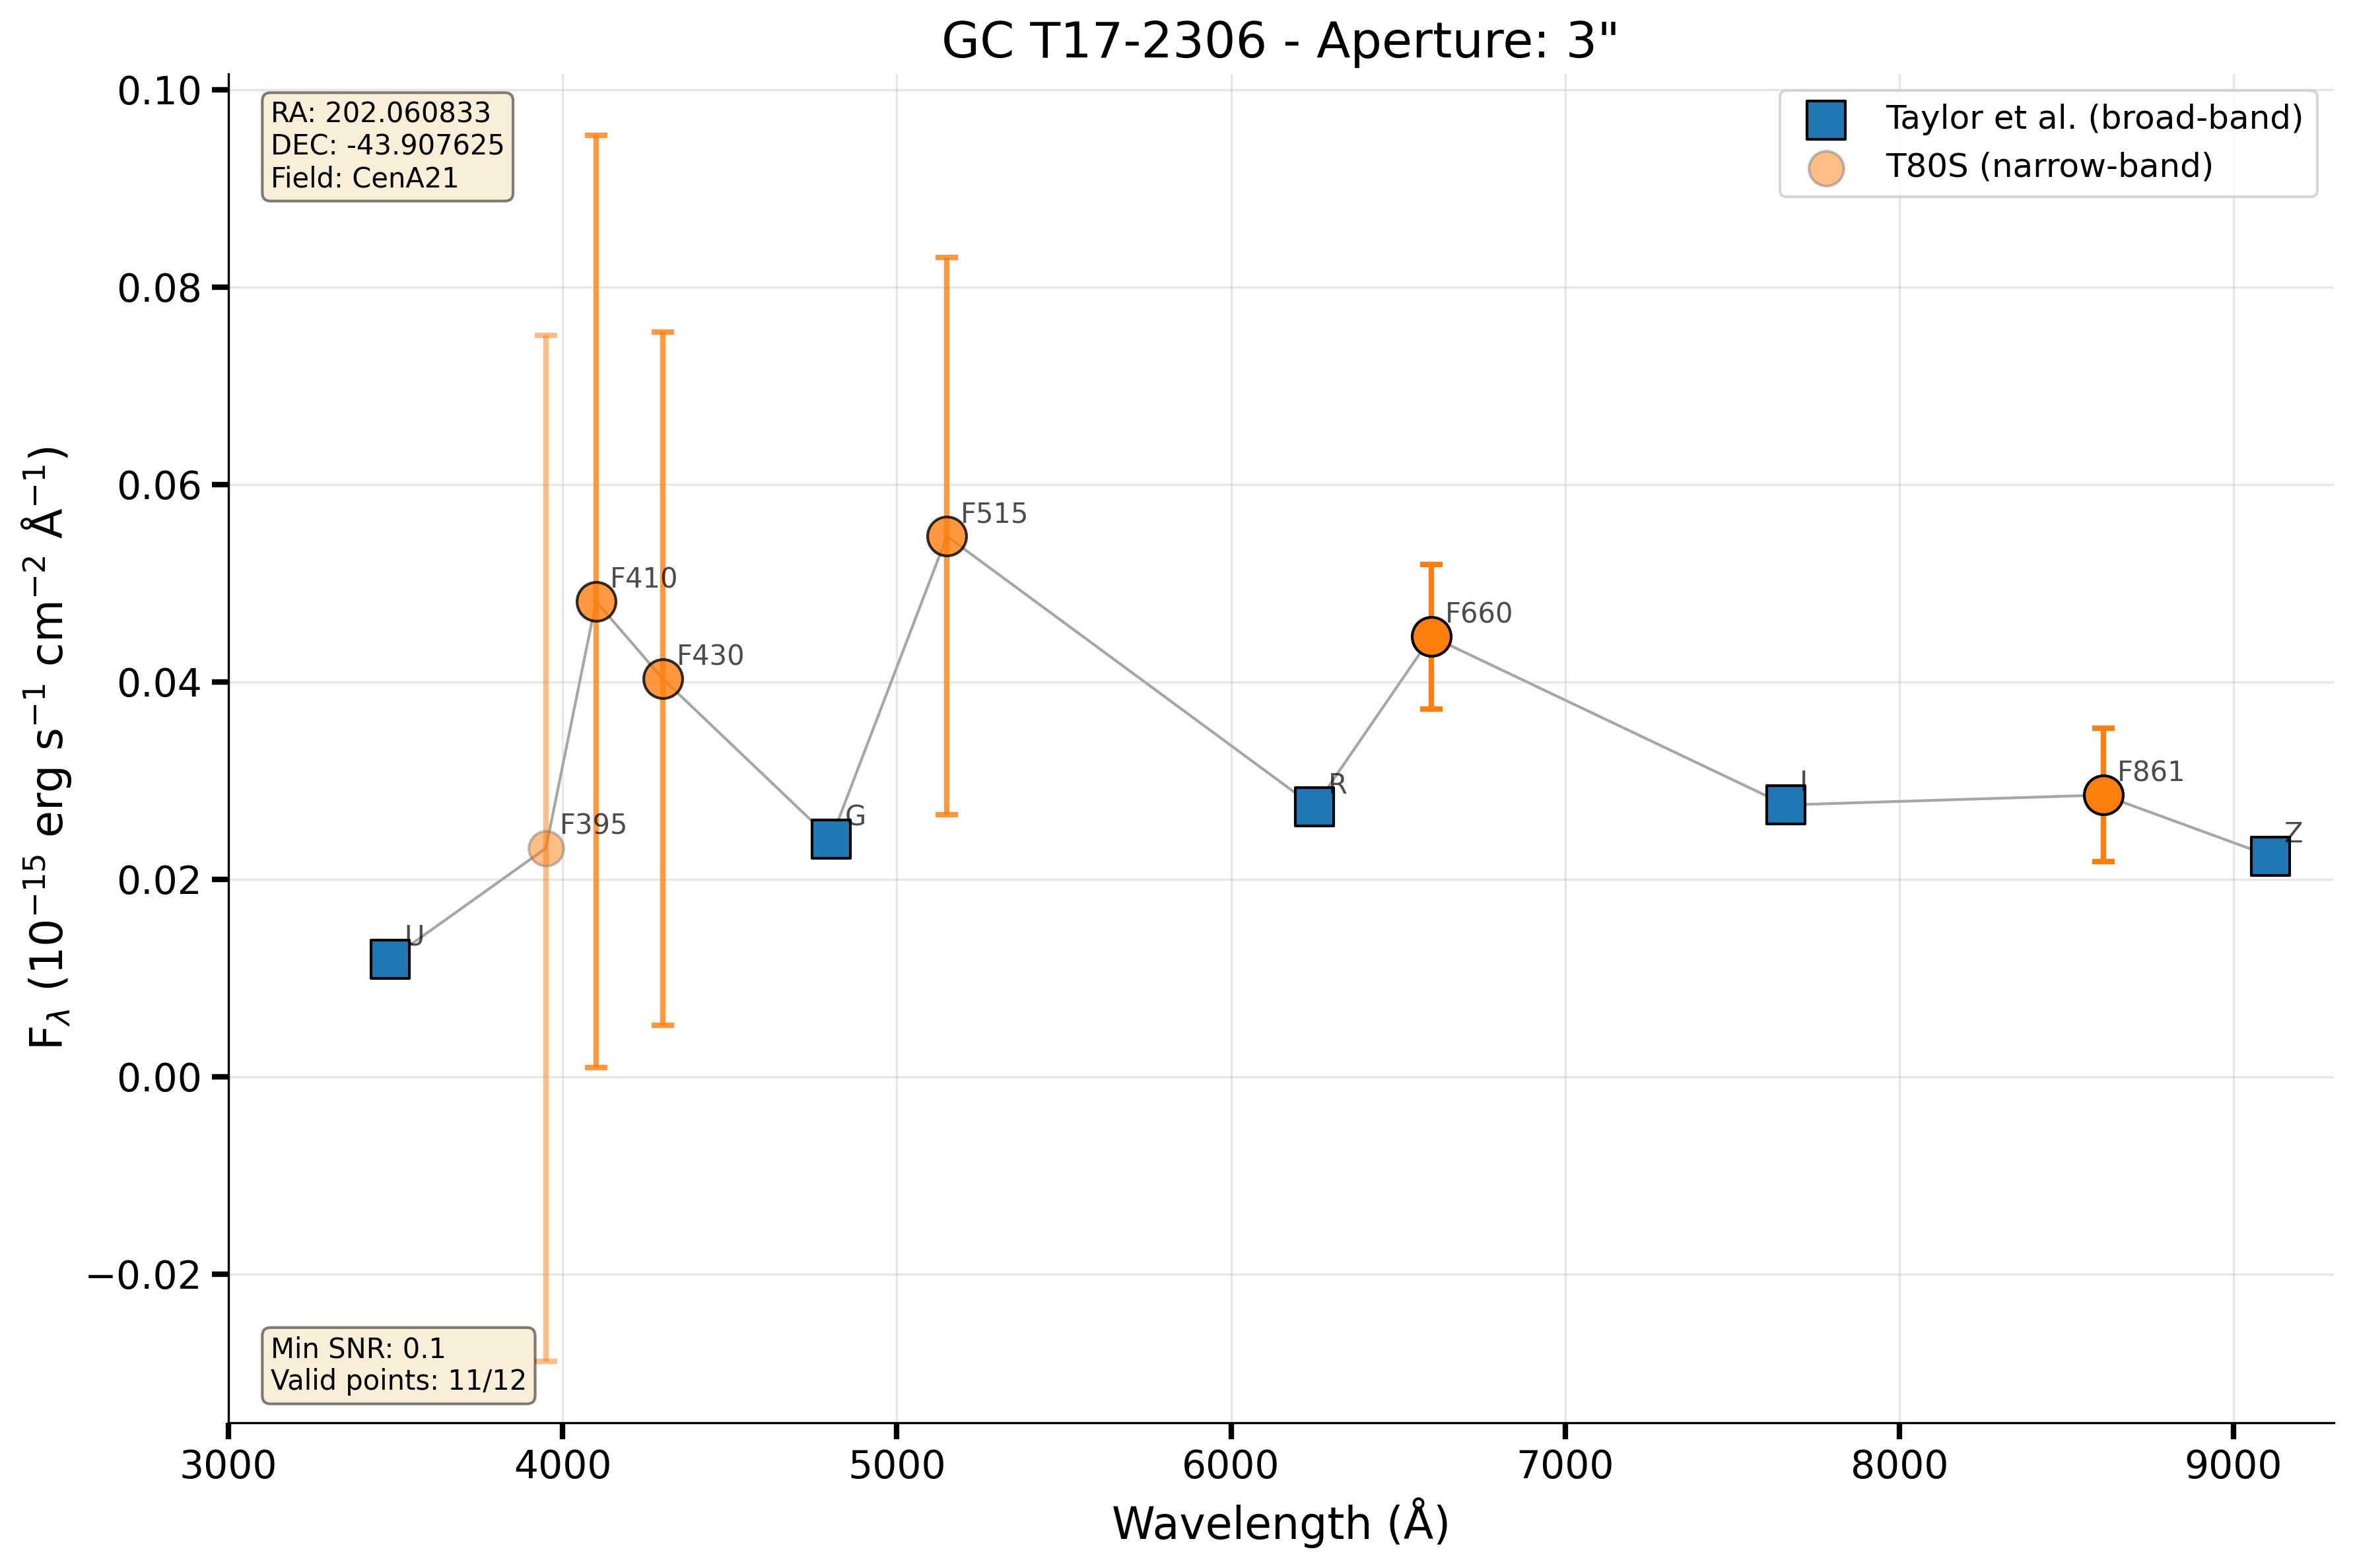 GC T17-2306 - Aperture: 3"
RA: 202.060833
DEC: -43.907625
Field: CenA21
Taylor et al. (broad-band)
T80S (narrow-band)
0.10
0.08
0.06
0.04
0.02
0.00
−0.02
F_λ (10⁻¹⁵ erg s⁻¹ cm⁻² Å⁻¹)
U
F395
F410
F430
G
F515
R
F660
I
F861
Z
Min SNR: 0.1
Valid points: 11/12
3000 4000 5000 6000 7000 8000 9000
Wavelength (Å)